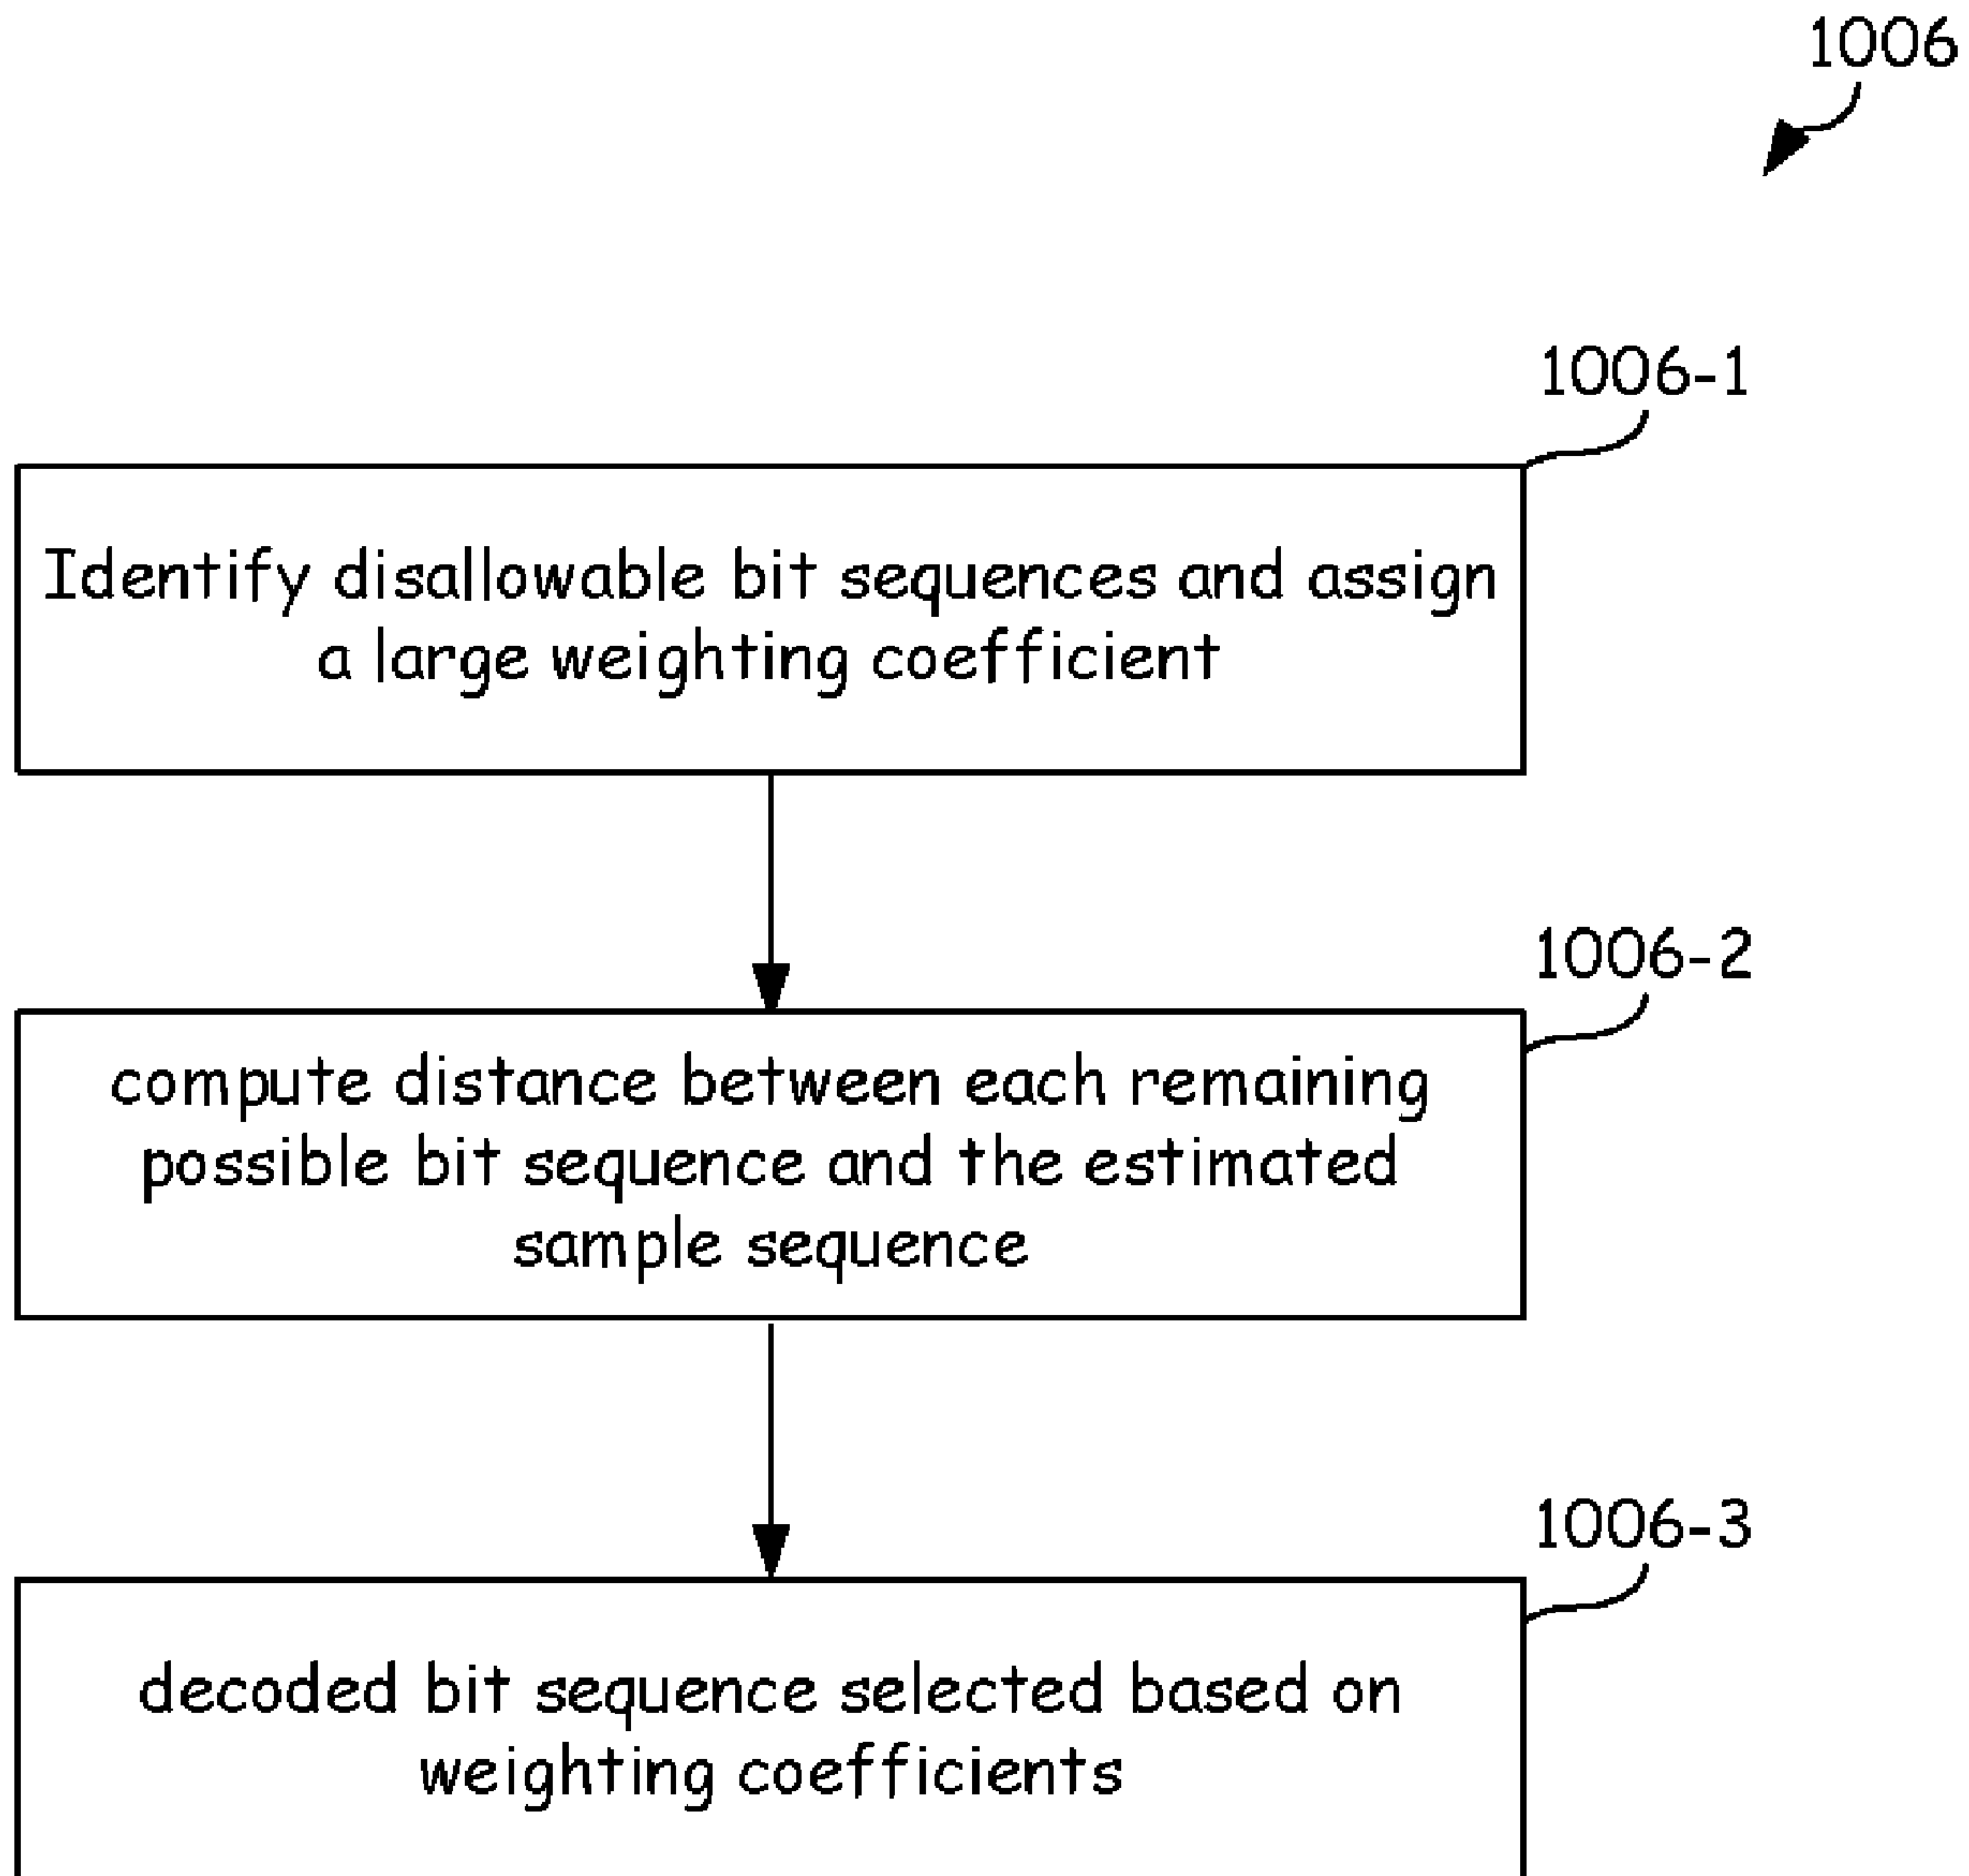 1006
1006-1
Identify disallowable bit sequences and assign
a large weighting coefficient
1006-2
compute distance between each remaining
possible bit sequence and the estimated
sample sequence
1006-3
decoded bit sequence selected based on
weighting coefficients